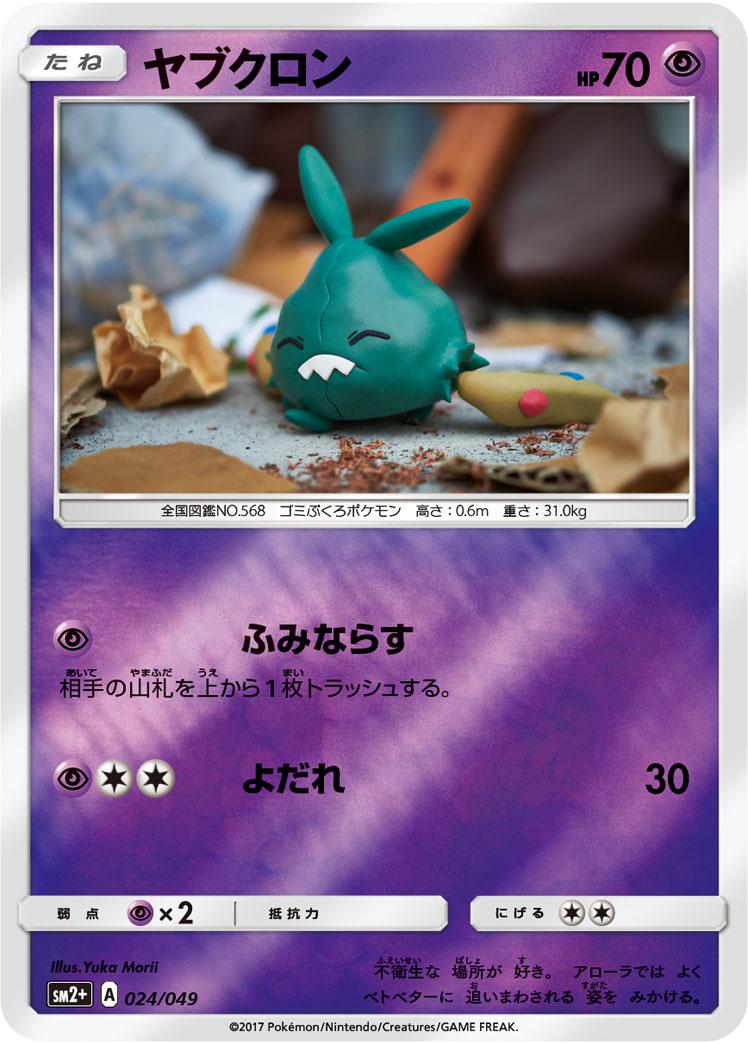 たね ヤブクロン HP70
全国図鑑NO.568 ゴミぶくろポケモン 高さ:0.6m 重さ:31.0kg
ふみならす
相手の山札を上から1枚トラッシュする。
よだれ 30
弱点 ×2 抵抗力 にげる
Illus.Yuka Morii
不衛生な 場所が 好き。 アローラでは よく
ベトベターに 追いまわされる 姿を みかける。
SM2+ A 024/049
©2017 Pokémon/Nintendo/Creatures/GAME FREAK.